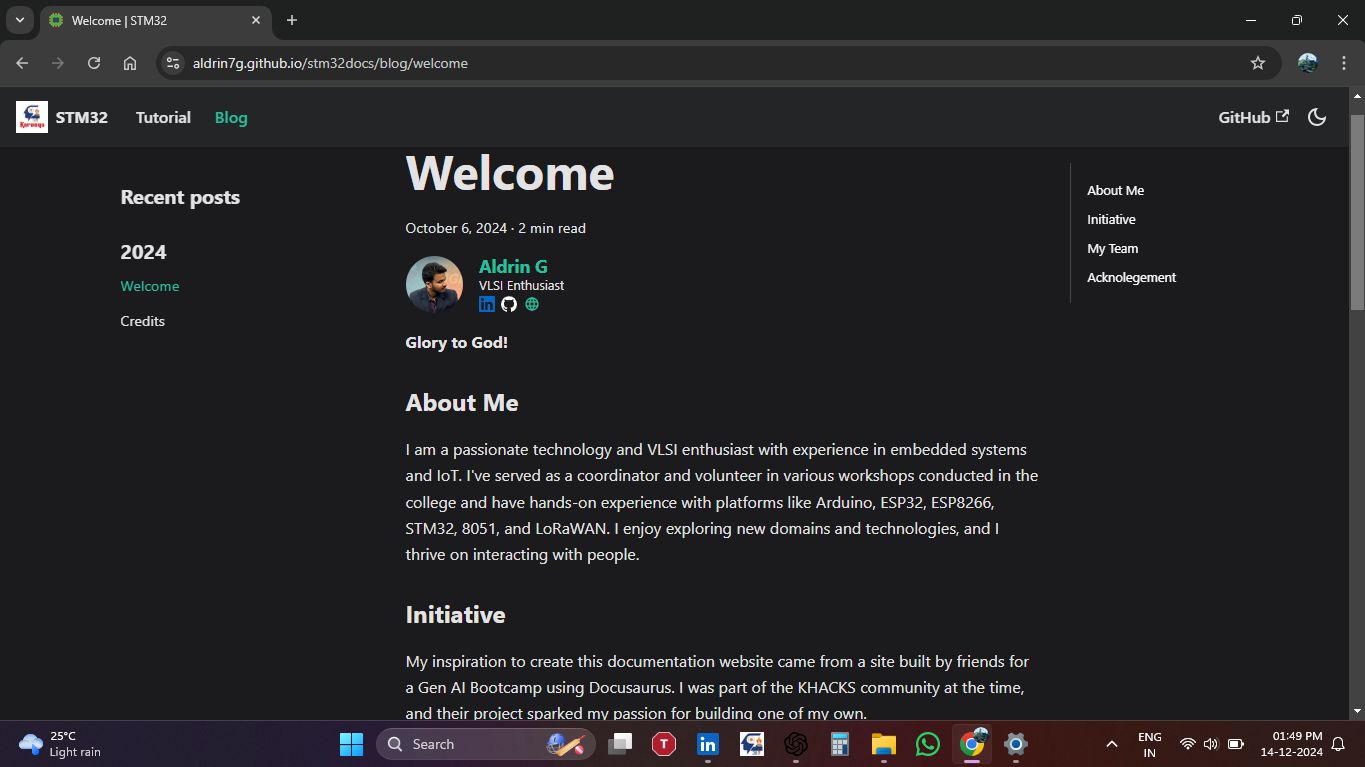 Welcome | STM32
aldrin7g.github.io/stm32docs/blog/welcome
STM32
Tutorial
Blog
GitHub
Recent posts
2024
Welcome
Credits
Welcome
October 6, 2024 · 2 min read
Aldrin G
VLSI Enthusiast
Glory to God!
About Me
I am a passionate technology and VLSI enthusiast with experience in embedded systems
and IoT. I've served as a coordinator and volunteer in various workshops conducted in the
college and have hands-on experience with platforms like Arduino, ESP32, ESP8266,
STM32, 8051, and LoRaWAN. I enjoy exploring new domains and technologies, and I
thrive on interacting with people.
Initiative
My inspiration to create this documentation website came from a site built by friends for
a Gen AI Bootcamp using Docusaurus. I was part of the KHACKS community at the time,
and their project sparked my passion for building one of my own.
About Me
Initiative
My Team
Acknolegement
25°C
Light rain
Search
T
in
ENG
IN
01:49 PM
14-12-2024